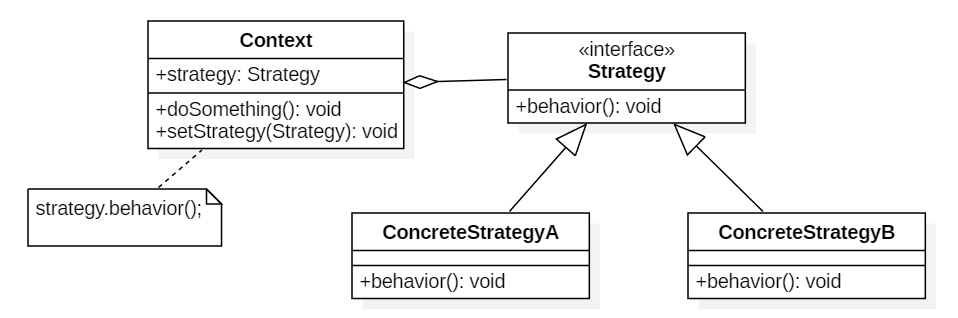 Context
+strategy: Strategy
+doSomething(): void
+setStrategy(Strategy): void
«interface»
Strategy
+behavior(): void
strategy.behavior();
ConcreteStrategyA
+behavior(): void
ConcreteStrategyB
+behavior(): void